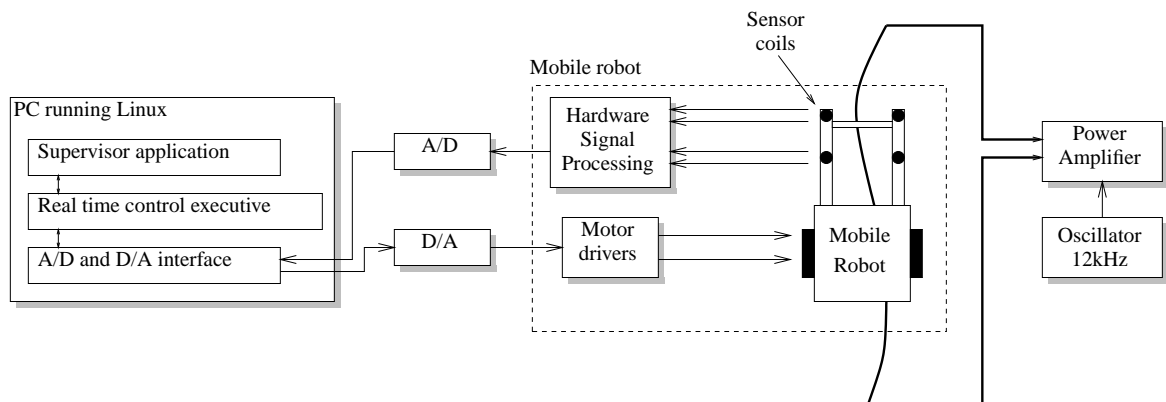 Sensor
coils
Mobile robot
PC running Linux
Supervisor application
Real time control executive
A/D and D/A interface
A/D
D/A
Hardware
Signal
Processing
Motor
drivers
Mobile
Robot
Power
Amplifier
Oscillator
12kHz